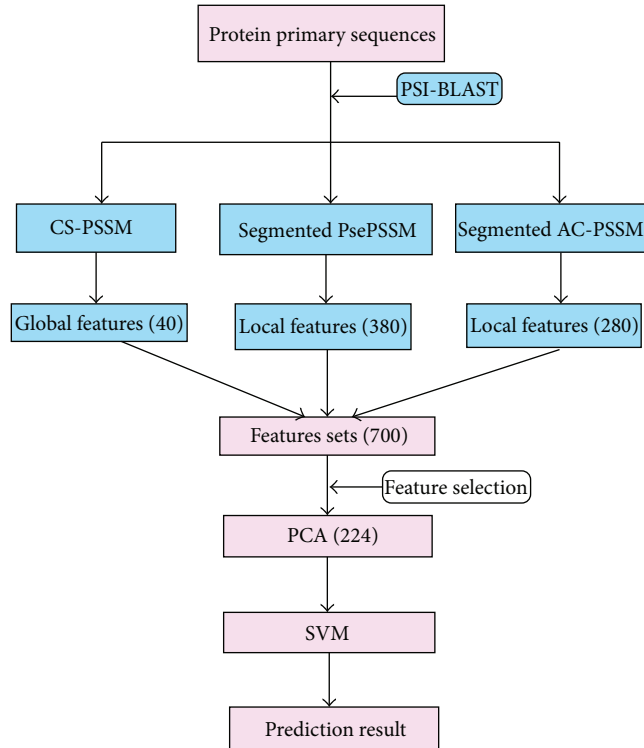 Protein primary sequences
PSI-BLAST
CS-PSSM
Segmented PsePSSM
Segmented AC-PSSM
Global features (40)
Local features (380)
Local features (280)
Features sets (700)
Feature selection
PCA (224)
SVM
Prediction result